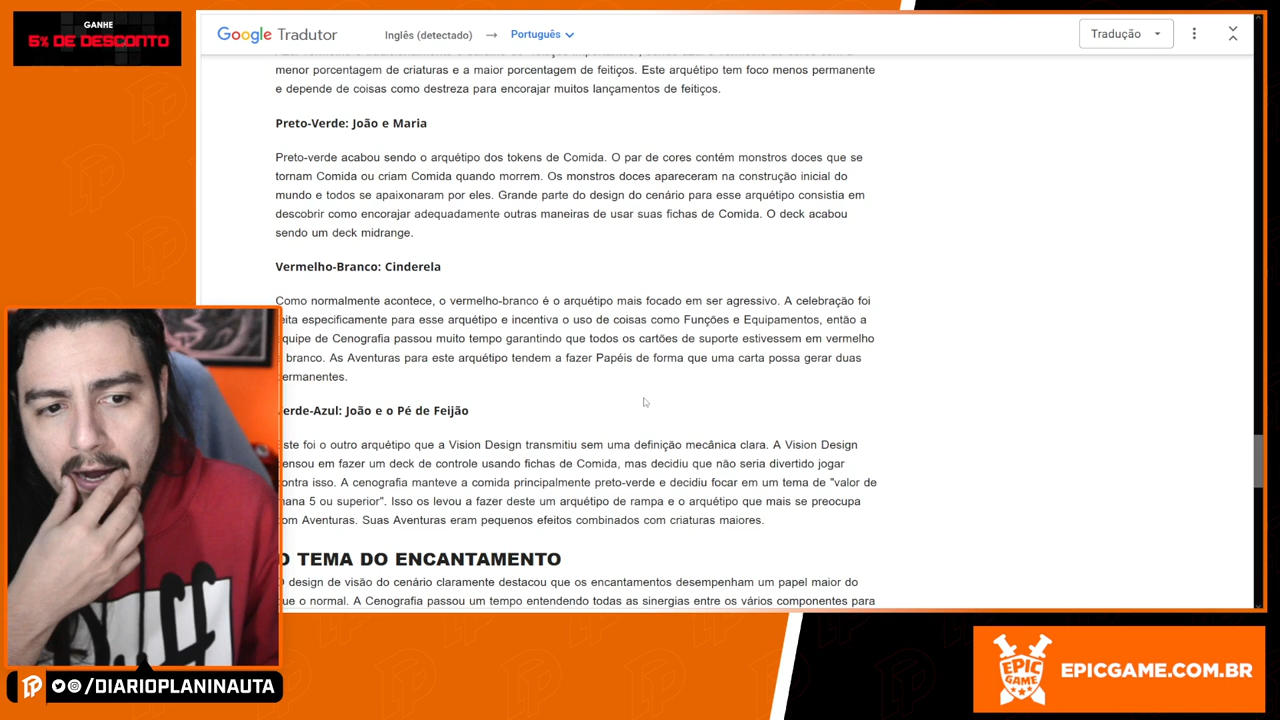 GANHE
5% DE DESCONTO
Google Tradutor
Inglês (detectado) → Português
Tradução
menor porcentagem de criaturas e a maior porcentagem de feitiços. Este arquétipo tem foco menos permanente
e depende de coisas como destreza para encorajar muitos lançamentos de feitiços.
Preto-Verde: João e Maria
Preto-verde acabou sendo o arquétipo dos tokens de Comida. O par de cores contém monstros doces que se
tornam Comida ou criam Comida quando morrem. Os monstros doces apareceram na construção inicial do
mundo e todos se apaixonaram por eles. Grande parte do design do cenário para esse arquétipo consistia em
descobrir como encorajar adequadamente outras maneiras de usar suas fichas de Comida. O deck acabou
sendo um deck midrange.
Vermelho-Branco: Cinderela
Como normalmente acontece, o vermelho-branco é o arquétipo mais focado em ser agressivo. A celebração foi
eita especificamente para esse arquétipo e incentiva o uso de coisas como Funções e Equipamentos, então a
quipe de Cenografia passou muito tempo garantindo que todos os cartões de suporte estivessem em vermelho
branco. As Aventuras para este arquétipo tendem a fazer Papéis de forma que uma carta possa gerar duas
ermanentes.
erde-Azul: João e o Pé de Feijão
ste foi o outro arquétipo que a Vision Design transmitiu sem uma definição mecânica clara. A Vision Design
ensou em fazer um deck de controle usando fichas de Comida, mas decidiu que não seria divertido jogar
ontra isso. A cenografia manteve a comida principalmente preto-verde e decidiu focar em um tema de "valor de
mana 5 ou superior". Isso os levou a fazer deste um arquétipo de rampa e o arquétipo que mais se preocupa
om Aventuras. Suas Aventuras eram pequenos efeitos combinados com criaturas maiores.
O TEMA DO ENCANTAMENTO
O design de visão do cenário claramente destacou que os encantamentos desempenham um papel maior do
que o normal. A Cenografia passou um tempo entendendo todas as sinergias entre os vários componentes para
/DIARIOPLANINAUTA
EPIC
GAME
EPICGAME.COM.BR